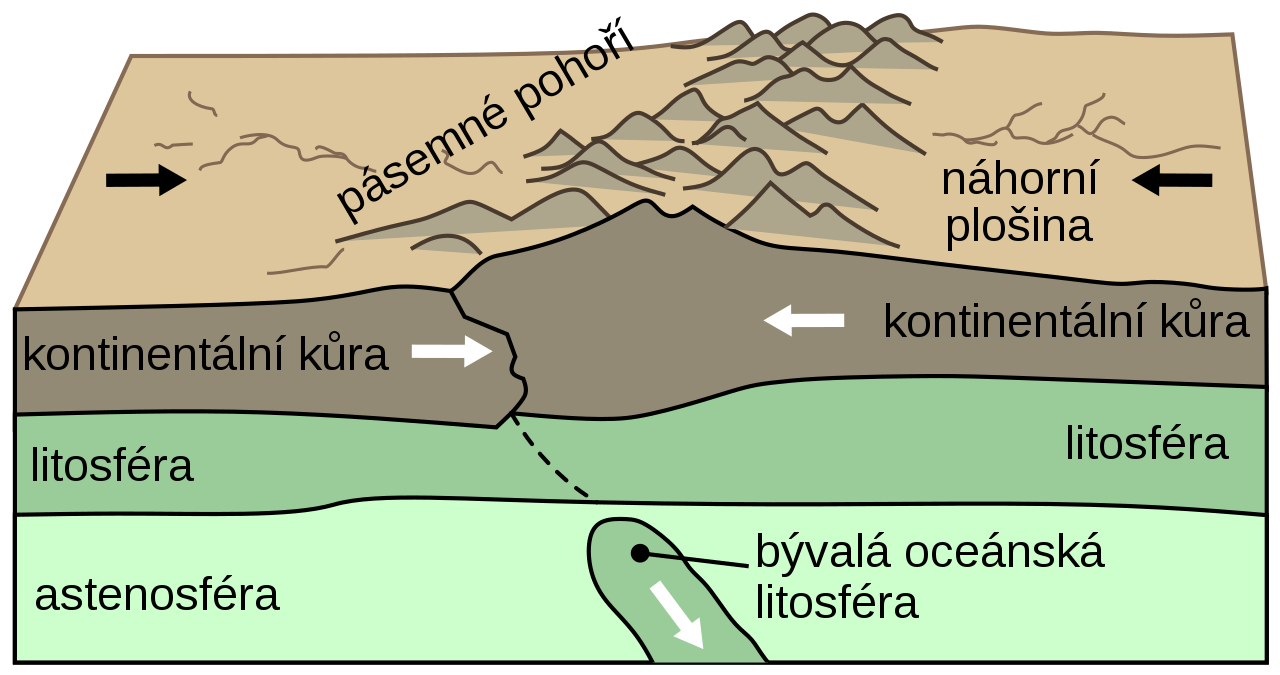 pásemné pohoří
náhorní
plošina
kontinentální kůra
kontinentální kůra
litosféra
litosféra
bývalá oceánská
litosféra
astenosféra